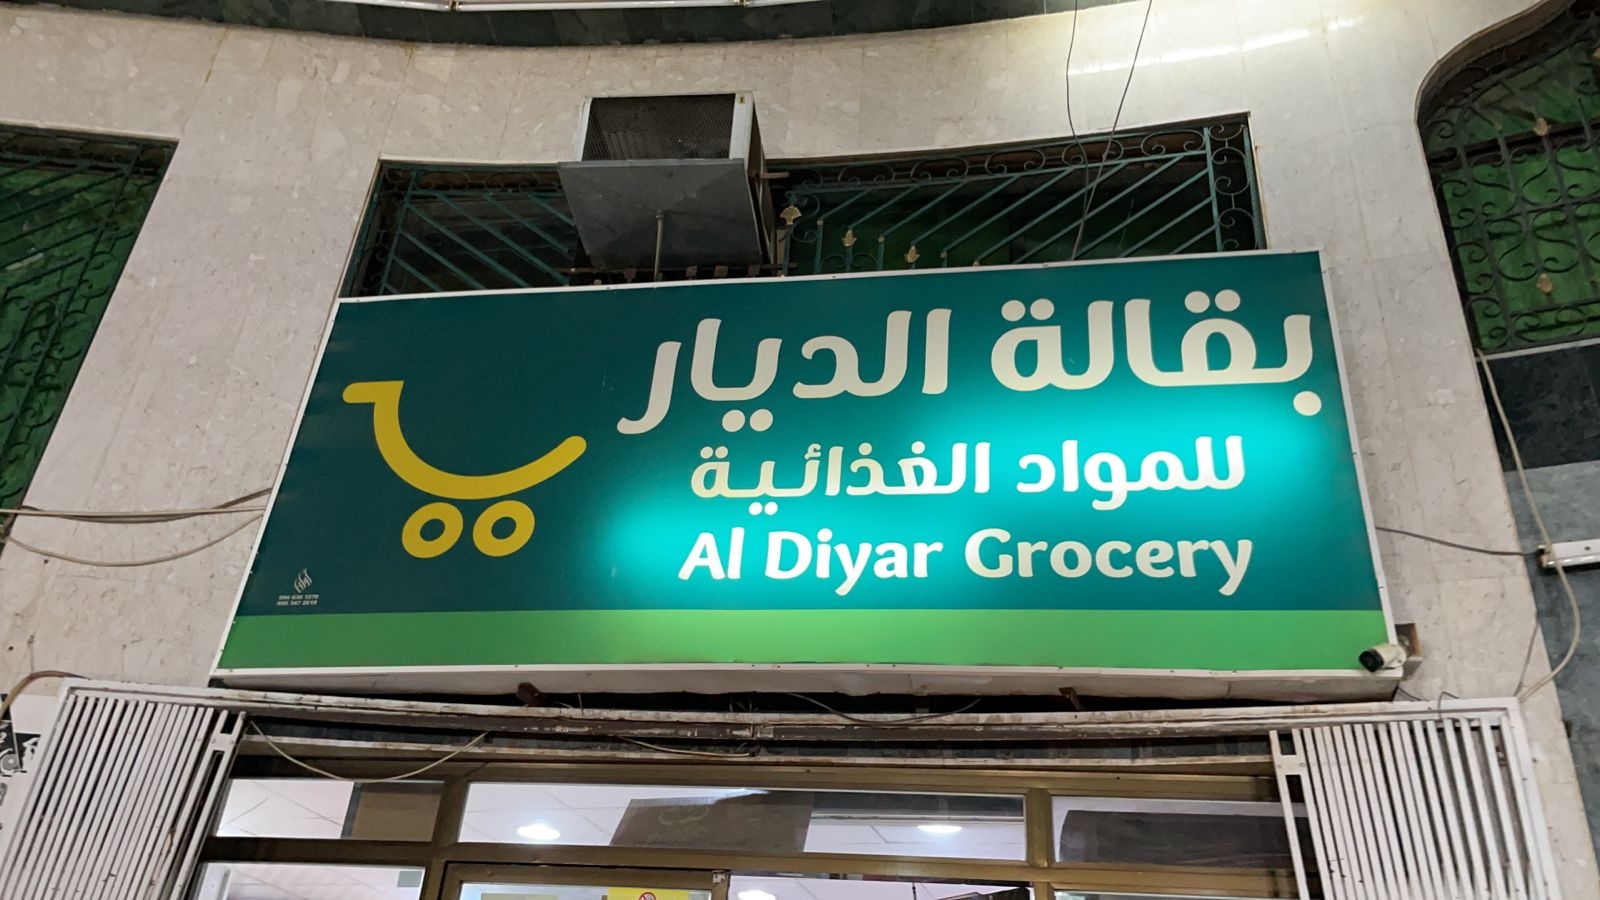 بقالة الديار
للمواد الغذائية
Al Diyar Grocery